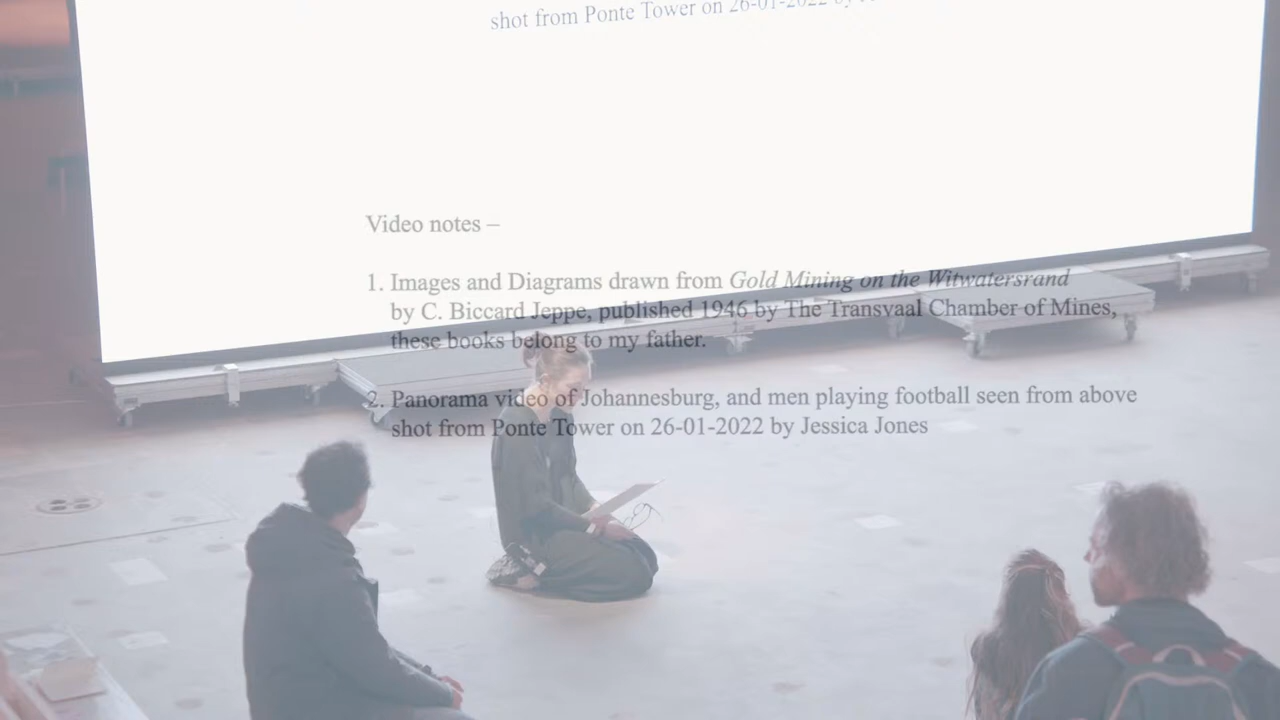 shot from Ponte Tower on 26-01-2022 by
Video notes –
1. Images and Diagrams drawn from Gold Mining on the Witwatersrand
by C. Biccard Jeppe, published 1946 by The Transvaal Chamber of Mines,
these books belong to my father.
2. Panorama video of Johannesburg, and men playing football seen from above
shot from Ponte Tower on 26-01-2022 by Jessica Jones